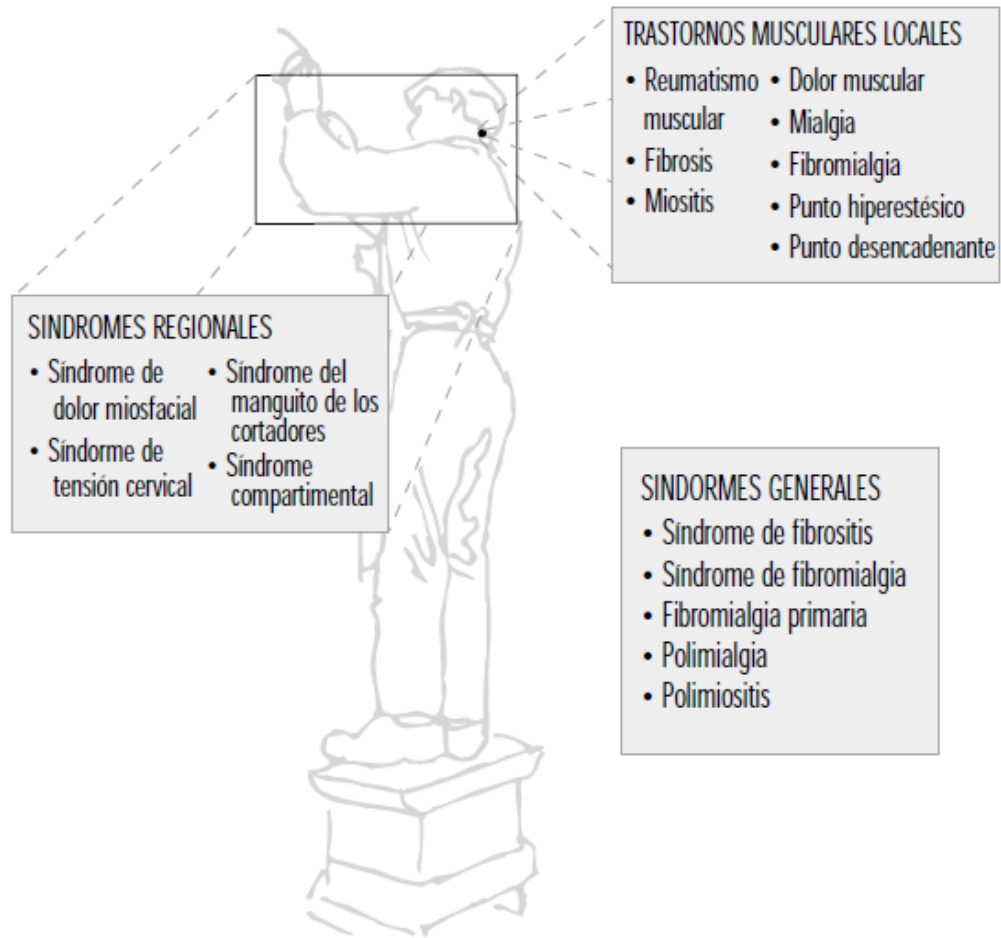 TRASTORNOS MUSCULARES LOCALES
• Reumatismo
muscular
• Fibrosis
• Miositis
• Dolor muscular
• Mialgia
• Fibromialgia
• Punto hiperestésico
• Punto desencadenante
SINDROMES REGIONALES
• Síndrome de
dolor miosfacial
• Síndorme de
tensión cervical
• Síndrome del
manguito de los
cortadores
• Síndrome
compartimental
SINDORMES GENERALES
• Síndrome de fibrositis
• Síndrome de fibromialgia
• Fibromialgia primaria
• Polimialgia
• Polimiositis